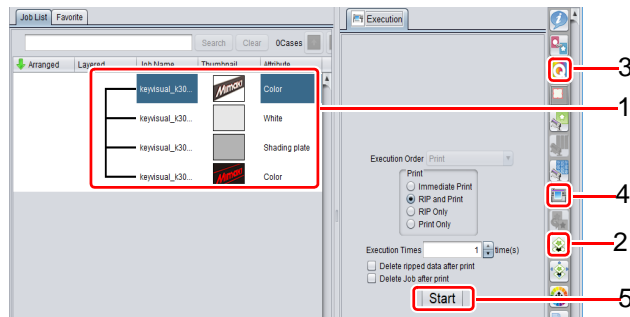 Job List Favorite
Execution
Search Clear 0Cases
Arranged Layered Job Name Thumbnail Attribute
keyvisual_k30... Mimaki Color
keyvisual_k30... White
keyvisual_k30... Shading plate
keyvisual_k30... Mimaki Color
Execution Order Print
Print
Immediate Print
RIP and Print
RIP Only
Print Only
Execution Times 1 time(s)
Delete ripped data after print
Delete Job after print
Start
3
1
4
2
5